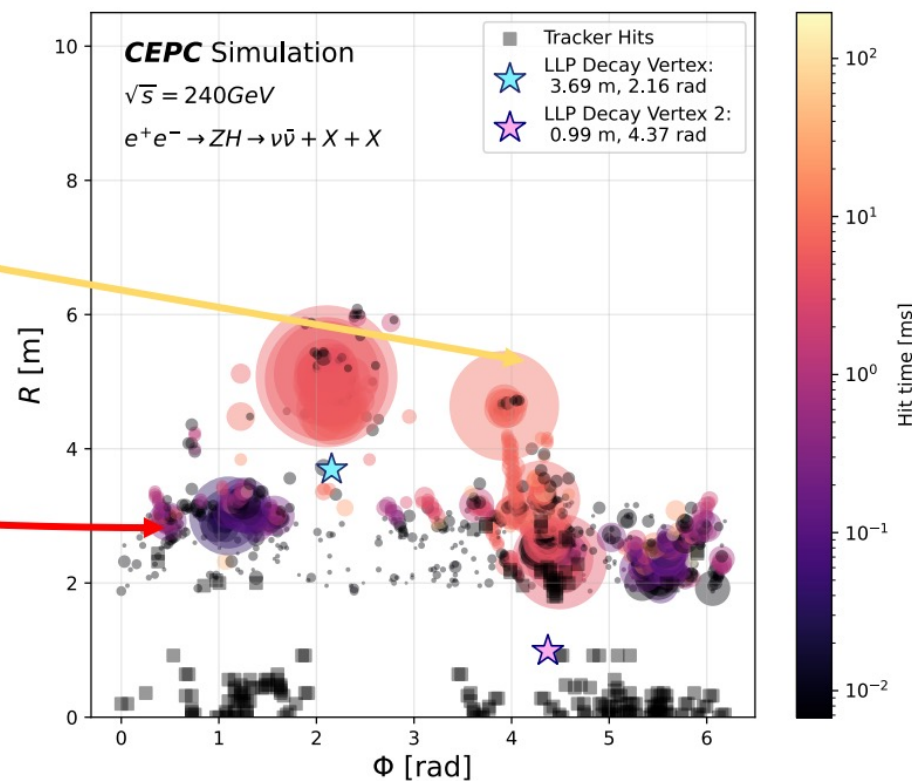 CEPC Simulation
√s = 240GeV
e⁺e⁻ → ZH → νν̄ + X + X
Tracker Hits
LLP Decay Vertex:
3.69 m, 2.16 rad
LLP Decay Vertex 2:
0.99 m, 4.37 rad
10
8
6
4
2
0
R [m]
0 1 2 3 4 5 6
Φ [rad]
10²
10¹
10⁰
10⁻¹
10⁻²
Hit time [ms]